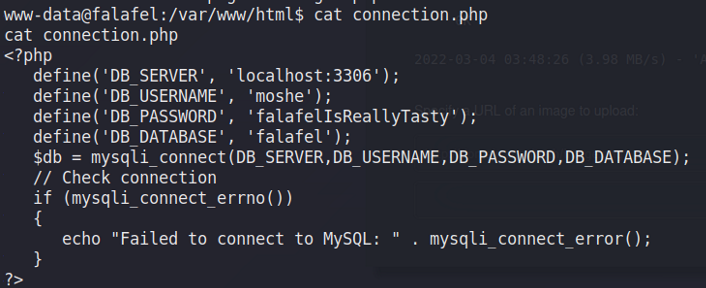 www-data@falafel:/var/www/html$ cat connection.php
cat connection.php
<?php
   define('DB_SERVER', 'localhost:3306');
   define('DB_USERNAME', 'moshe');
   define('DB_PASSWORD', 'falafelIsReallyTasty');
   define('DB_DATABASE', 'falafel');
   $db = mysqli_connect(DB_SERVER,DB_USERNAME,DB_PASSWORD,DB_DATABASE);
   // Check connection
   if (mysqli_connect_errno())
   {
      echo "Failed to connect to MySQL: " . mysqli_connect_error();
   }
?>
2022-03-04 03:48:26 (3.98 MB/s) -
Specify a URL of an image to upload: